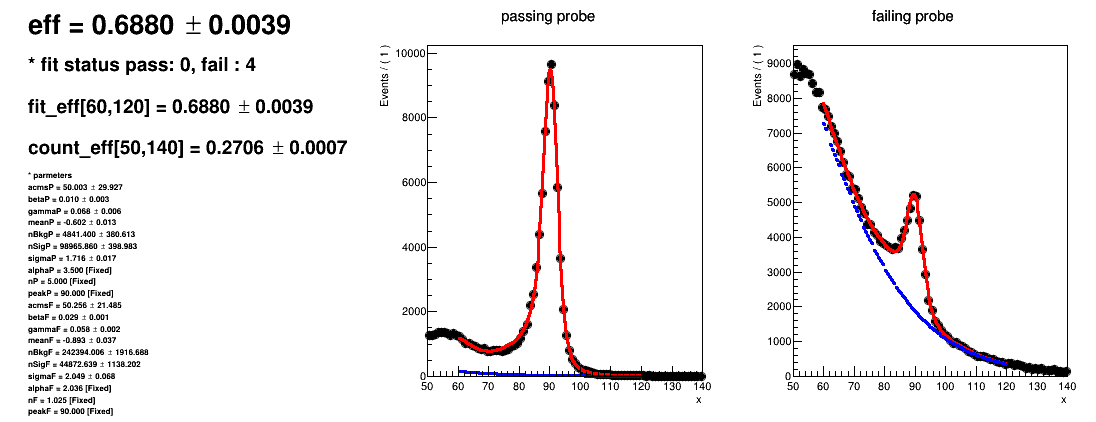 eff = 0.6880 ± 0.0039
* fit status pass: 0, fail : 4
fit_eff[60,120] = 0.6880 ± 0.0039
count_eff[50,140] = 0.2706 ± 0.0007
* parmeters
acmsP = 50.003 ± 29.927
betaP = 0.010 ± 0.003
gammaP = 0.068 ± 0.006
meanP = -0.602 ± 0.013
nBkgP = 4841.400 ± 380.613
nSigP = 98965.860 ± 398.983
sigmaP = 1.716 ± 0.017
alphaP = 3.500 [Fixed]
nP = 5.000 [Fixed]
peakP = 90.000 [Fixed]
acmsF = 50.256 ± 21.485
betaF = 0.029 ± 0.001
gammaF = 0.058 ± 0.002
meanF = -0.893 ± 0.037
nBkgF = 242394.006 ± 1916.688
nSigF = 44872.639 ± 1138.202
sigmaF = 2.049 ± 0.068
alphaF = 2.036 [Fixed]
nF = 1.025 [Fixed]
peakF = 90.000 [Fixed]
passing probe
Events / ( 1 )
10000
8000
6000
4000
2000
0
50 60 70 80 90 100 110 120 130 140
x
failing probe
Events / ( 1 )
9000
8000
7000
6000
5000
4000
3000
2000
1000
0
50 60 70 80 90 100 110 120 130 140
x